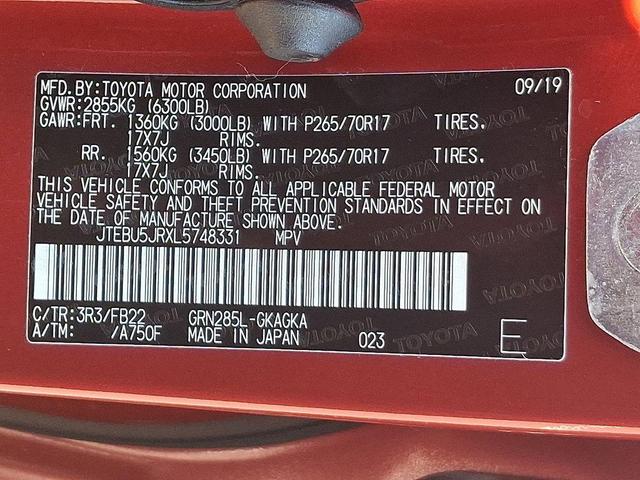 MFD.BY:TOYOTA MOTOR CORPORATION 09/19
GVWR:2855KG (6300LB)
GAWR:FRT. 1360KG (3000LB) WITH P265/70R17 TIRES.
17X7J RIMS.
RR. 1560KG (3450LB) WITH P265/70R17 TIRES.
17X7J RIMS.
THIS VEHICLE CONFORMS TO ALL APPLICABLE FEDERAL MOTOR
VEHICLE SAFETY AND THEFT PREVENTION STANDARDS IN EFFECT ON
THE DATE OF MANUFACTURE SHOWN ABOVE.
JTEBU5JRXL5748331 MPV
C/TR:3R3/FB22 GRN285L-GKAGKA
A/TM: /A750F MADE IN JAPAN 023 E